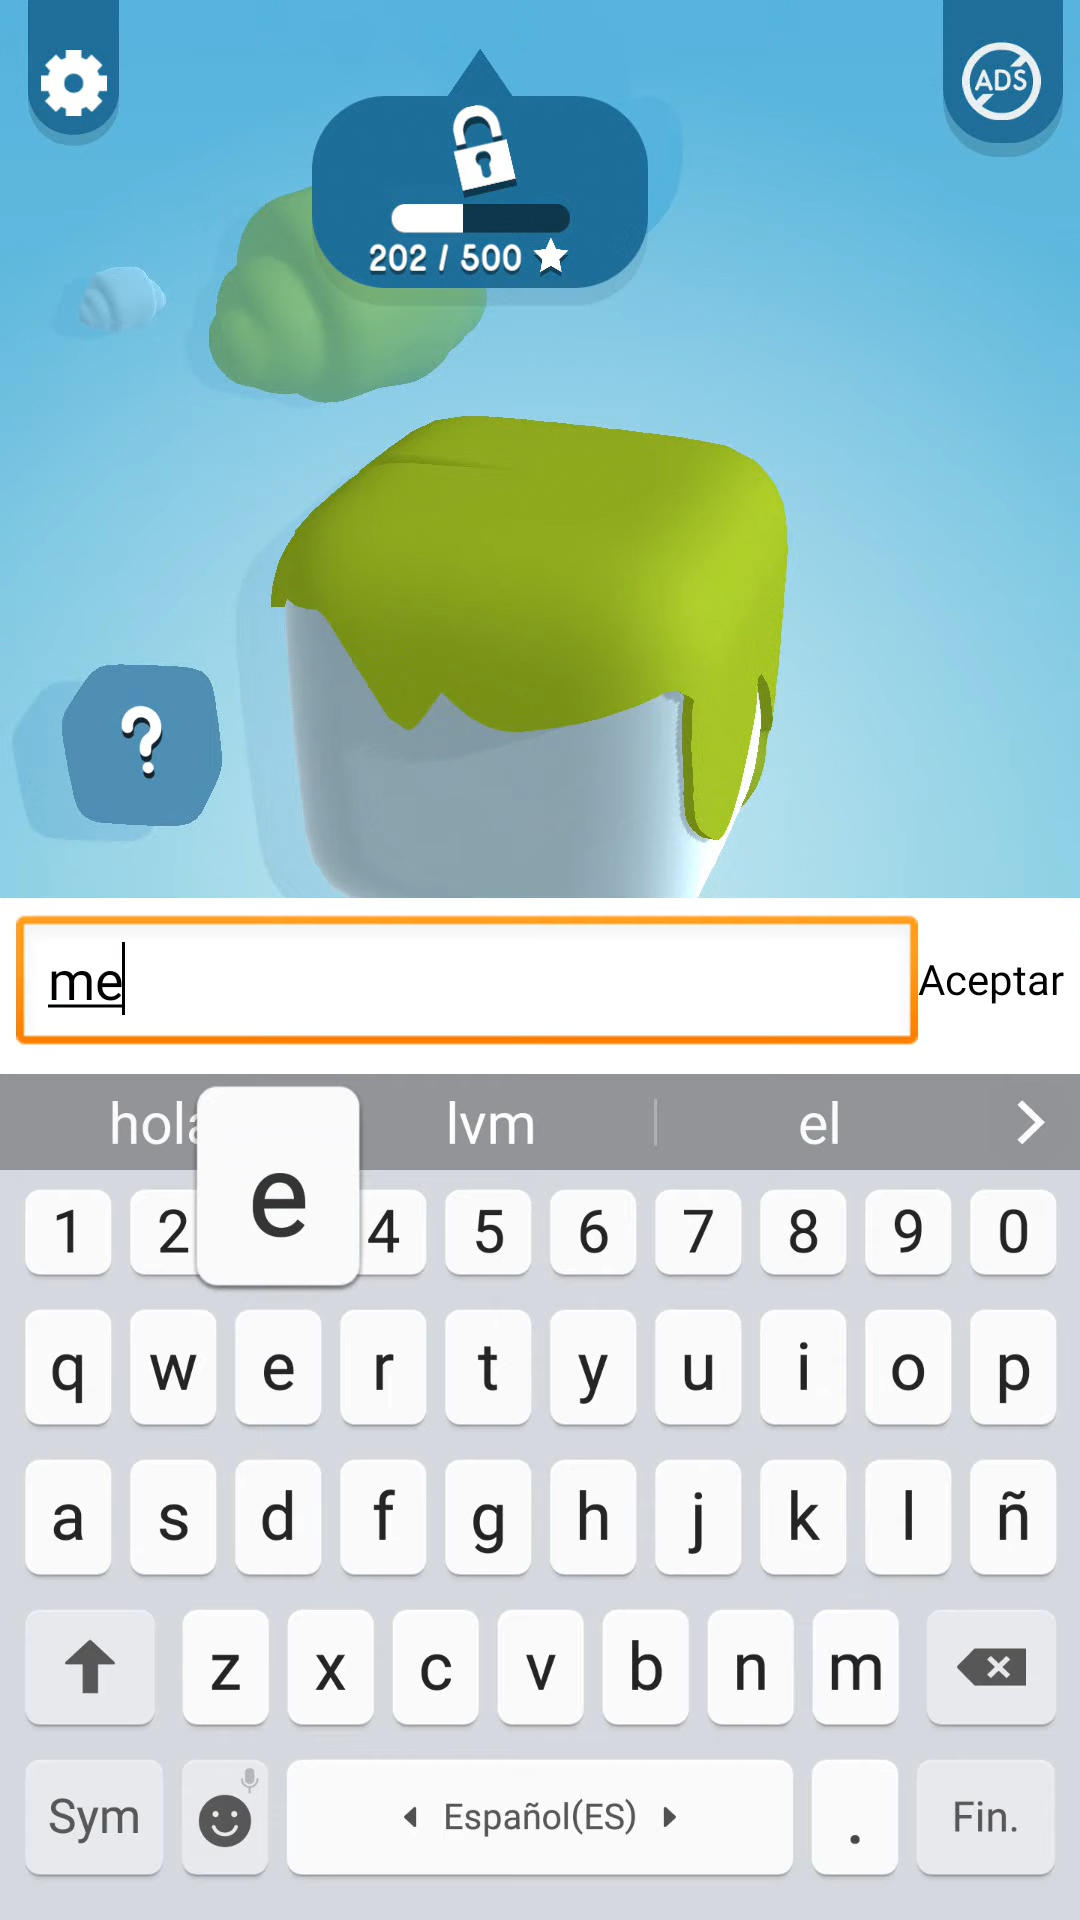 ADS
202 / 500
?
me
Aceptar
hola lvm el
e
1 2 4 5 6 7 8 9 0
q w e r t y u i o p
a s d f g h j k l ñ
z x c v b n m
Sym Español(ES) . Fin.